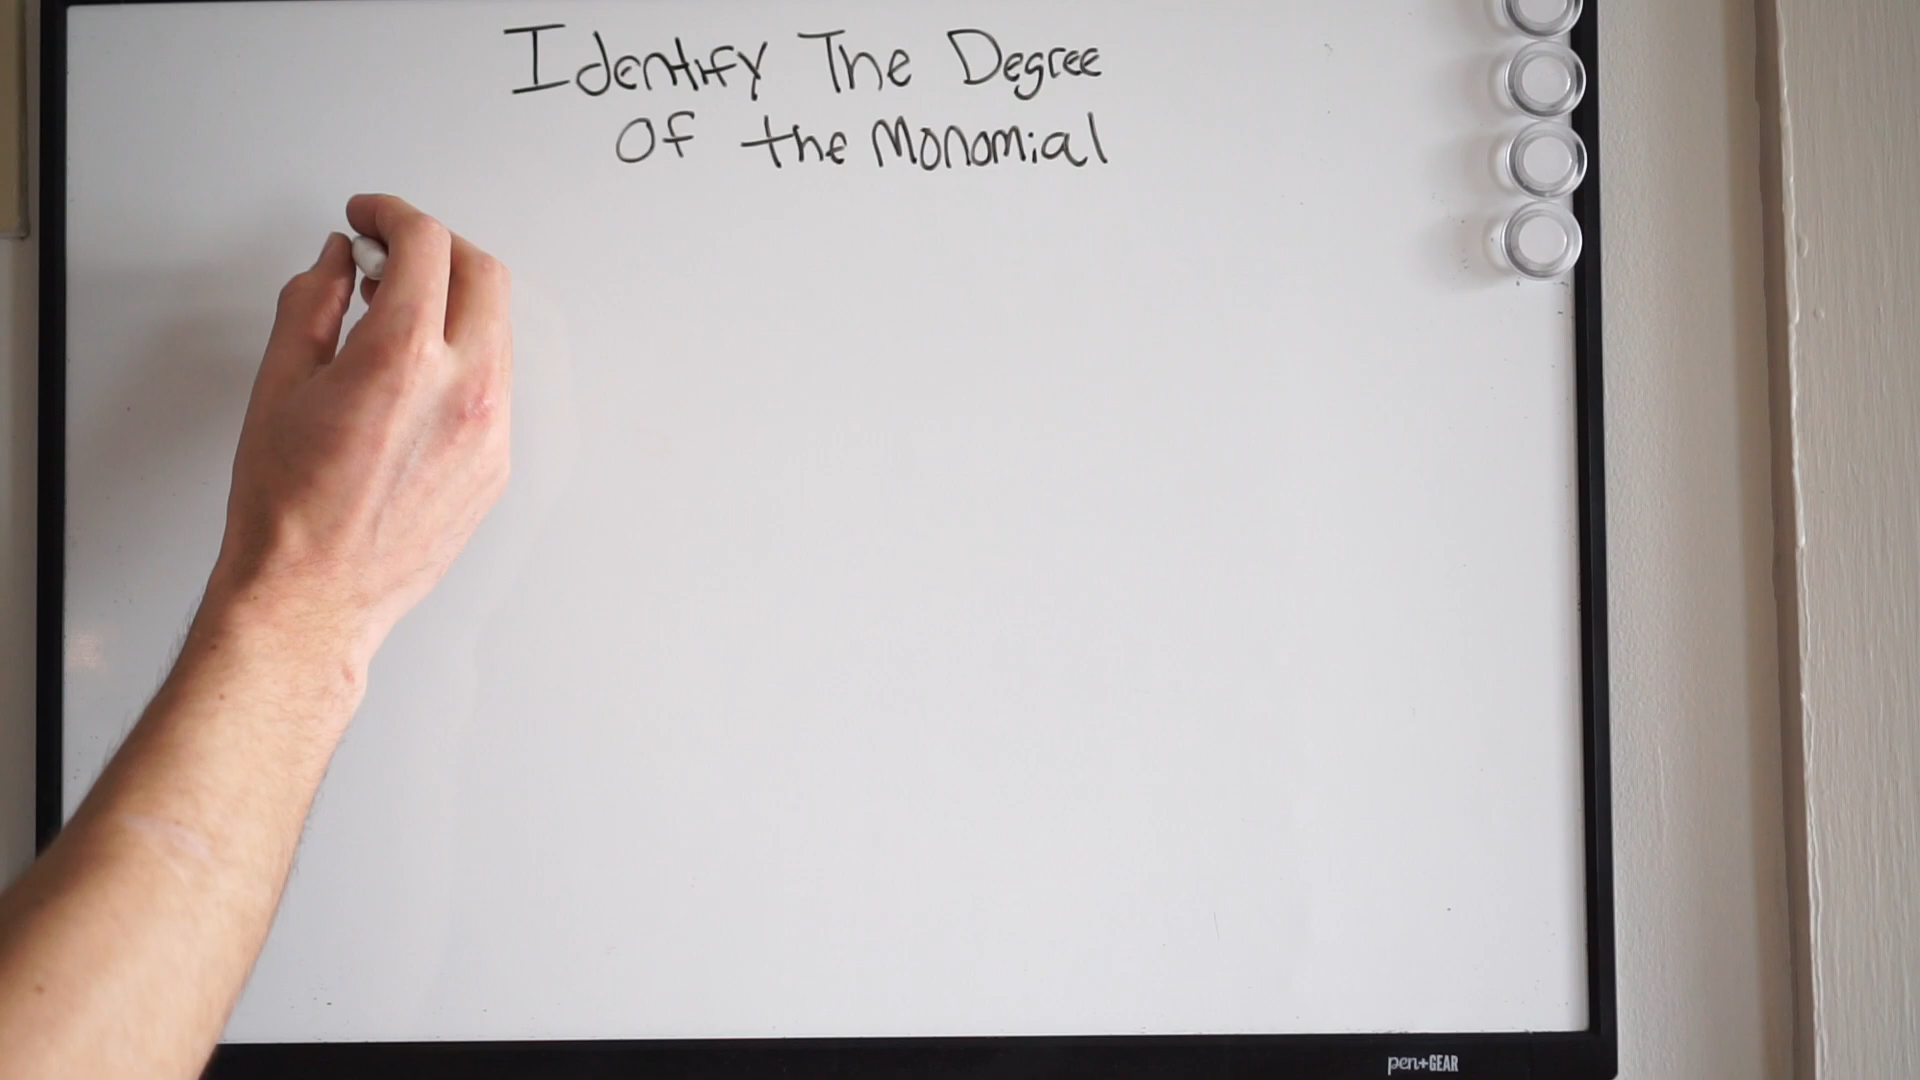 Identify The Degree
Of the Monomial
pen+GEAR